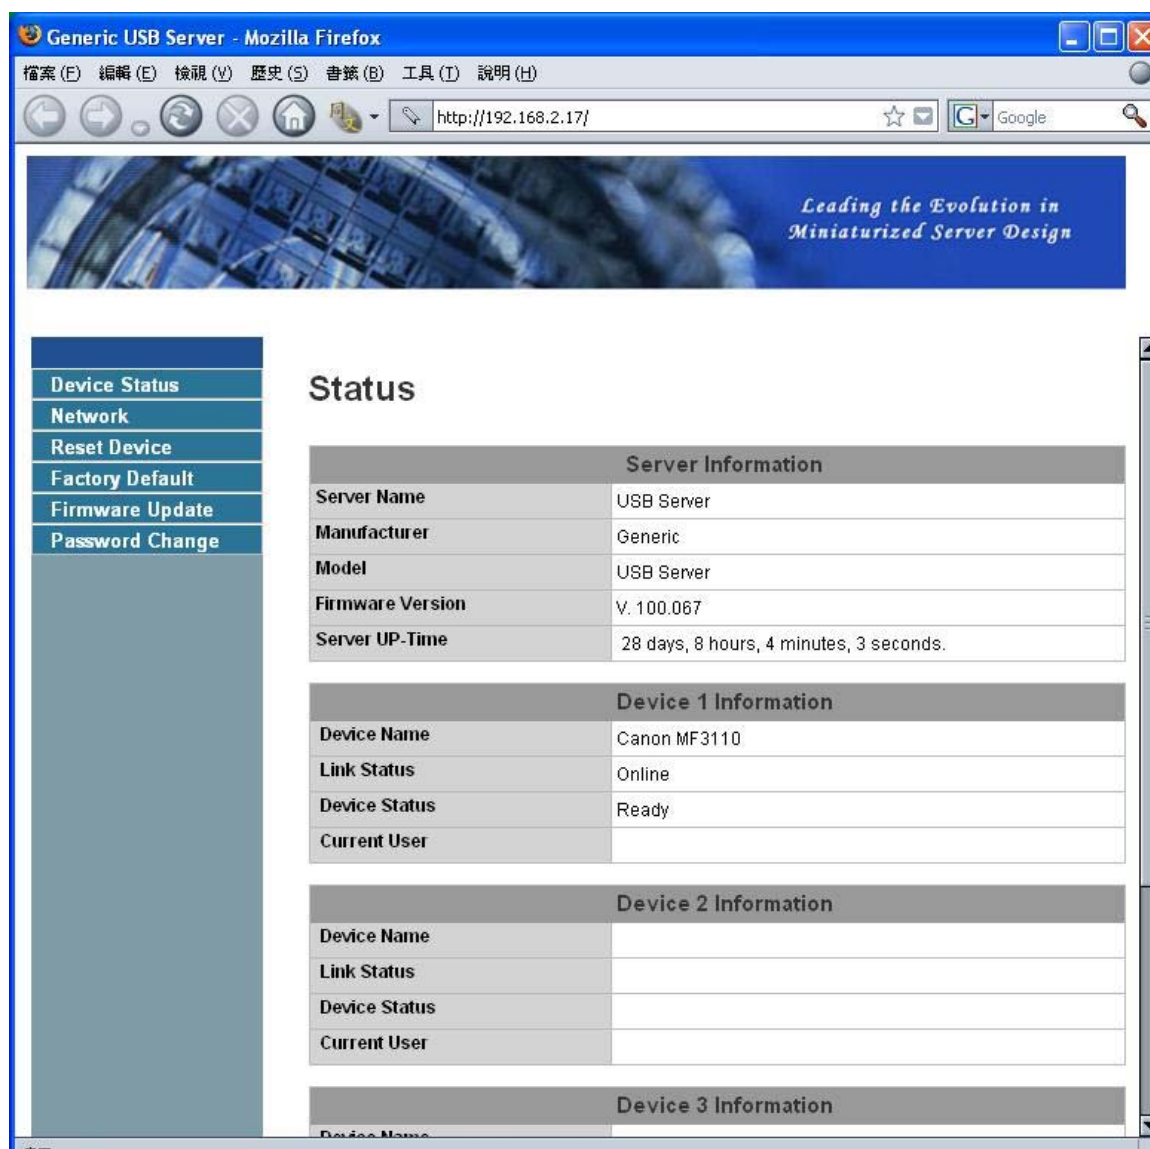 Generic USB Server - Mozilla Firefox
檔案(F) 編輯(E) 檢視(V) 歷史(S) 書籤(B) 工具(T) 說明(H)
http://192.168.2.17/ G Google
Leading the Evolution in
Miniaturized Server Design
Device Status
Network
Reset Device
Factory Default
Firmware Update
Password Change
Status
Server Information
Server Name USB Server
Manufacturer Generic
Model USB Server
Firmware Version V. 100.067
Server UP-Time 28 days, 8 hours, 4 minutes, 3 seconds.
Device 1 Information
Device Name Canon MF3110
Link Status Online
Device Status Ready
Current User
Device 2 Information
Device Name
Link Status
Device Status
Current User
Device 3 Information
Device Name